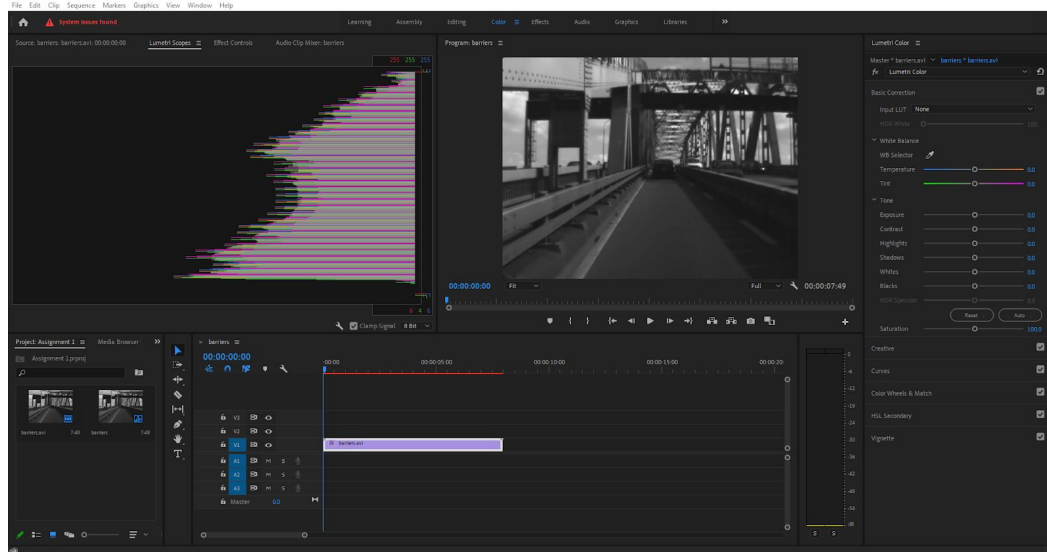 File Edit Clip Sequence Markers Graphics View Window Help
System issues found
Learning Assembly Editing Color Effects Audio Graphics Libraries
Source: barriers: barriers.avi: 00:00:00:00 Lumetri Scopes Effect Controls Audio Clip Mixer: barriers
255 255 255
6 4 6
Clamp Signal 8 Bit
Program: barriers
00:00:00:00 Fit Full 00:00:07:49
Lumetri Color
Master * barriers.avi barriers * barriers.avi
fx Lumetri Color
Basic Correction
Input LUT None
HDR White 100
White Balance
WB Selector
Temperature 0.0
Tint 0.0
Tone
Exposure 0.0
Contrast 0.0
Highlights 0.0
Shadows 0.0
Whites 0.0
Blacks 0.0
HDR Specular 0.0
Reset Auto
Saturation 100.0
Creative
Curves
Color Wheels & Match
HSL Secondary
Vignette
Project: Assignment 1 Media Browser
Assignment 1.prproj
barriers.avi 7:49 barriers 7:49
barriers
00:00:00:00
:00:00 00:00:05:00 00:00:10:00 00:00:15:00 00:00:20
V3
V2
V1 fx barriers.avi
A1 M S
A2 M S
A3 M S
Master 0.0
0
-6
-12
-18
-24
-30
-36
-42
-48
-54
dB
S S